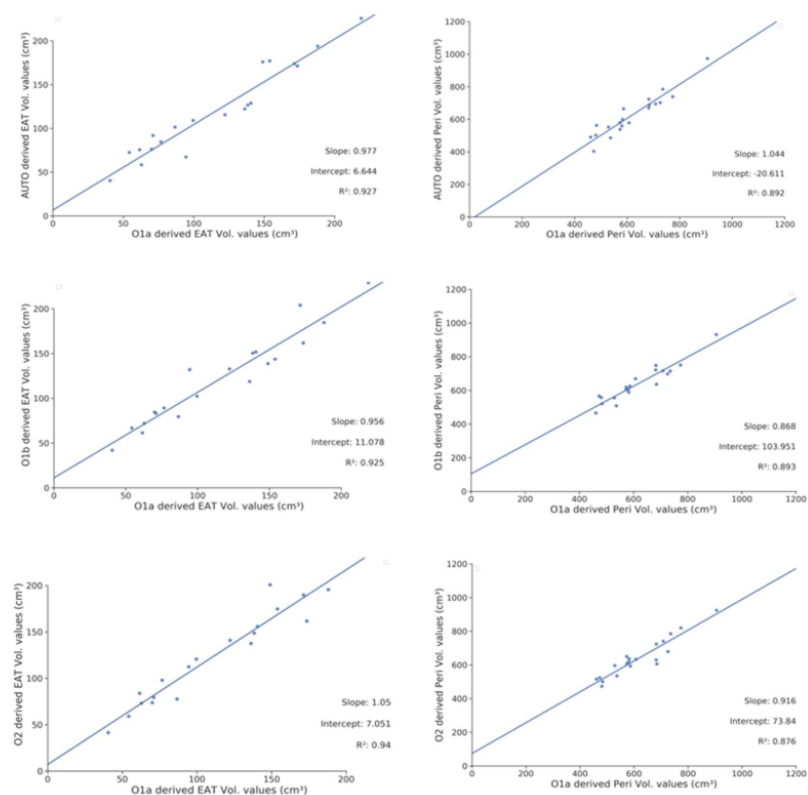 AUTO derived EAT Vol. values (cm³)
200
150
100
50
0
Slope: 0.977
Intercept: 6.644
R²: 0.927
0 50 100 150 200
O1a derived EAT Vol. values (cm³)
AUTO derived Peri Vol. values (cm³)
1200
1000
800
600
400
200
0
Slope: 1.044
Intercept: -20.611
R²: 0.892
0 200 400 600 800 1000 1200
O1a derived Peri Vol. values (cm³)
O1b derived EAT Vol. values (cm³)
200
150
100
50
0
Slope: 0.956
Intercept: 11.078
R²: 0.925
0 50 100 150 200
O1a derived EAT Vol. values (cm³)
O1b derived Peri Vol. values (cm³)
1200
1000
800
600
400
200
0
Slope: 0.868
Intercept: 103.951
R²: 0.893
0 200 400 600 800 1000 1200
O1a derived Peri Vol. values (cm³)
O2 derived EAT Vol. values (cm³)
200
150
100
50
0
Slope: 1.05
Intercept: 7.051
R²: 0.94
0 50 100 150 200
O1a derived EAT Vol. values (cm³)
O2 derived Peri Vol. values (cm³)
1200
1000
800
600
400
200
0
Slope: 0.916
Intercept: 73.84
R²: 0.876
0 200 400 600 800 1000 1200
O1a derived Peri Vol. values (cm³)